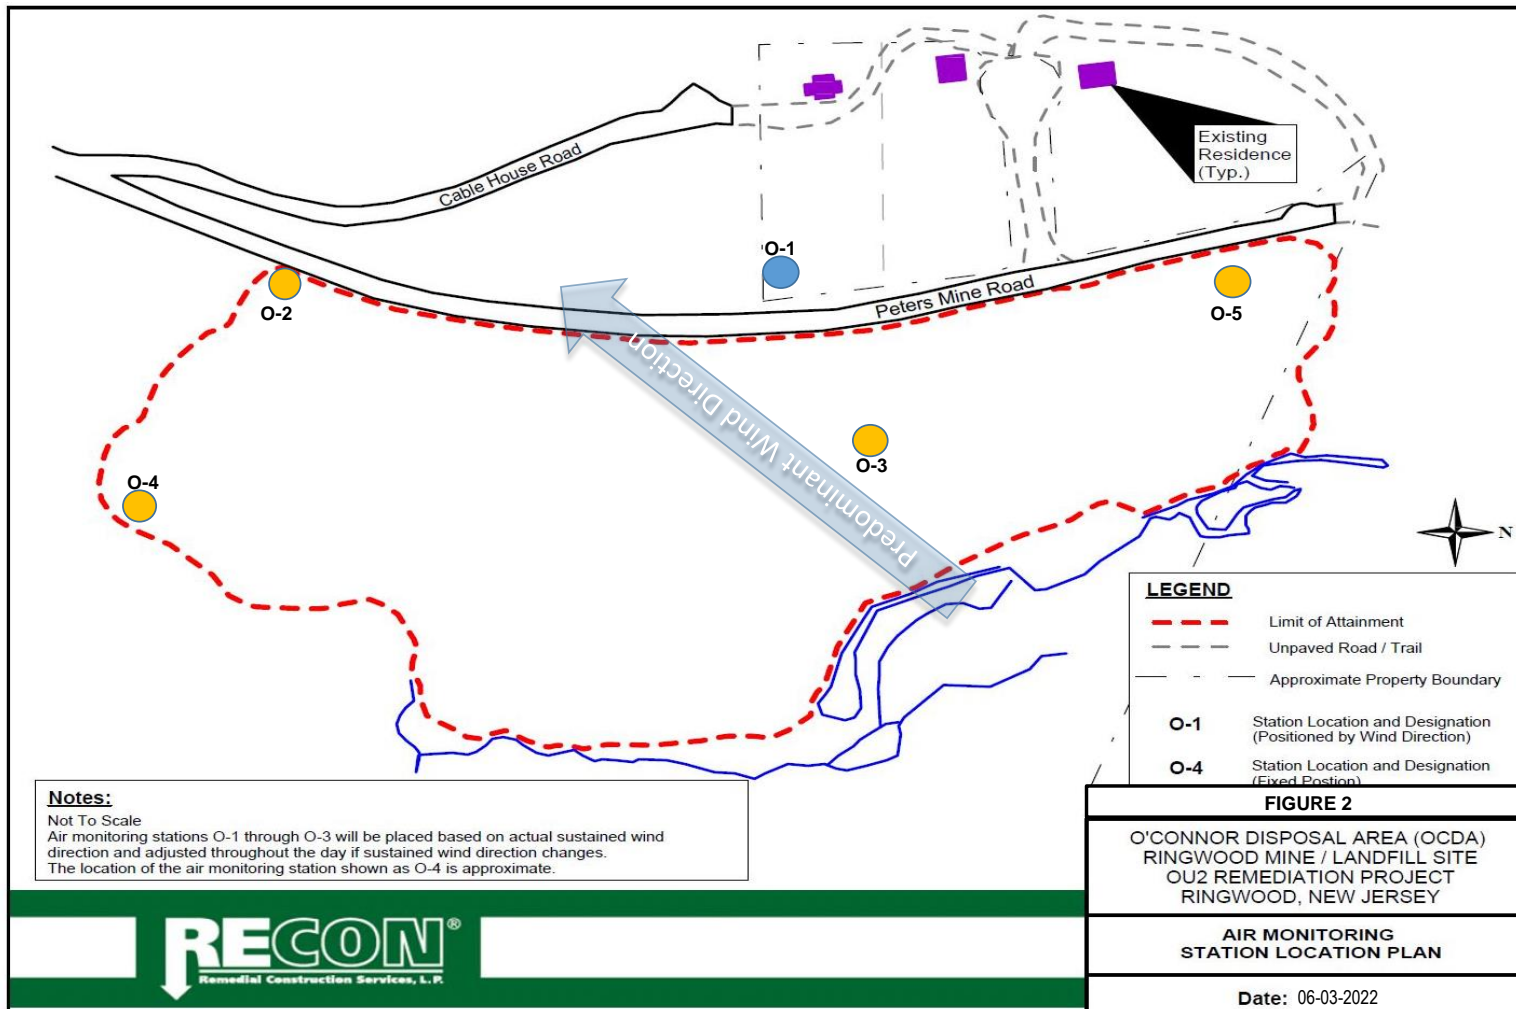 Cable House Road
Existing
Residence
(Typ.)
O-1
O-2
Peters Mine Road
O-5
Predominant Wind Direction
O-3
O-4
N
LEGEND
Limit of Attainment
Unpaved Road / Trail
Approximate Property Boundary
O-1 Station Location and Designation
(Positioned by Wind Direction)
O-4 Station Location and Designation
(Fixed Postion)
Notes:
Not To Scale
Air monitoring stations O-1 through O-3 will be placed based on actual sustained wind
direction and adjusted throughout the day if sustained wind direction changes.
The location of the air monitoring station shown as O-4 is approximate.
FIGURE 2
O'CONNOR DISPOSAL AREA (OCDA)
RINGWOOD MINE / LANDFILL SITE
OU2 REMEDIATION PROJECT
RINGWOOD, NEW JERSEY
AIR MONITORING
STATION LOCATION PLAN
Date: 06-03-2022
RECON®
Remedial Construction Services, L.P.